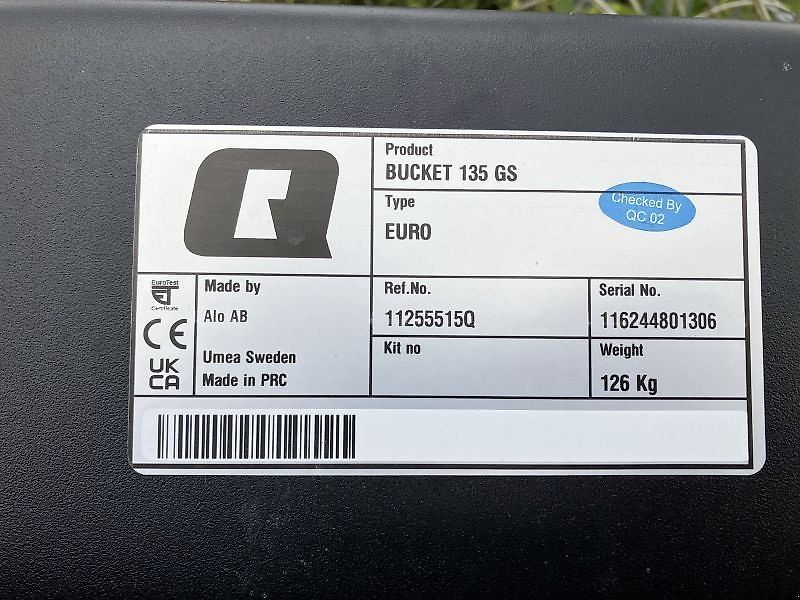 Q
Product
BUCKET 135 GS
Type
EURO
Checked By
QC 02
EuroTest
ET
Certificate
CE
UK
CA
Made by
Alo AB
Umea Sweden
Made in PRC
Ref.No.
11255515Q
Serial No.
116244801306
Kit no
Weight
126 Kg